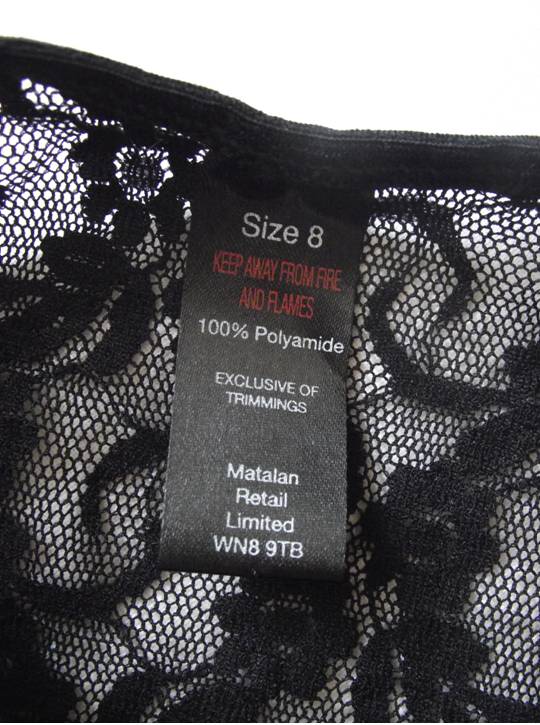 Size 8
KEEP AWAY FROM FIRE
AND FLAMES
100% Polyamide
EXCLUSIVE OF
TRIMMINGS
Matalan
Retail
Limited
WN8 9TB